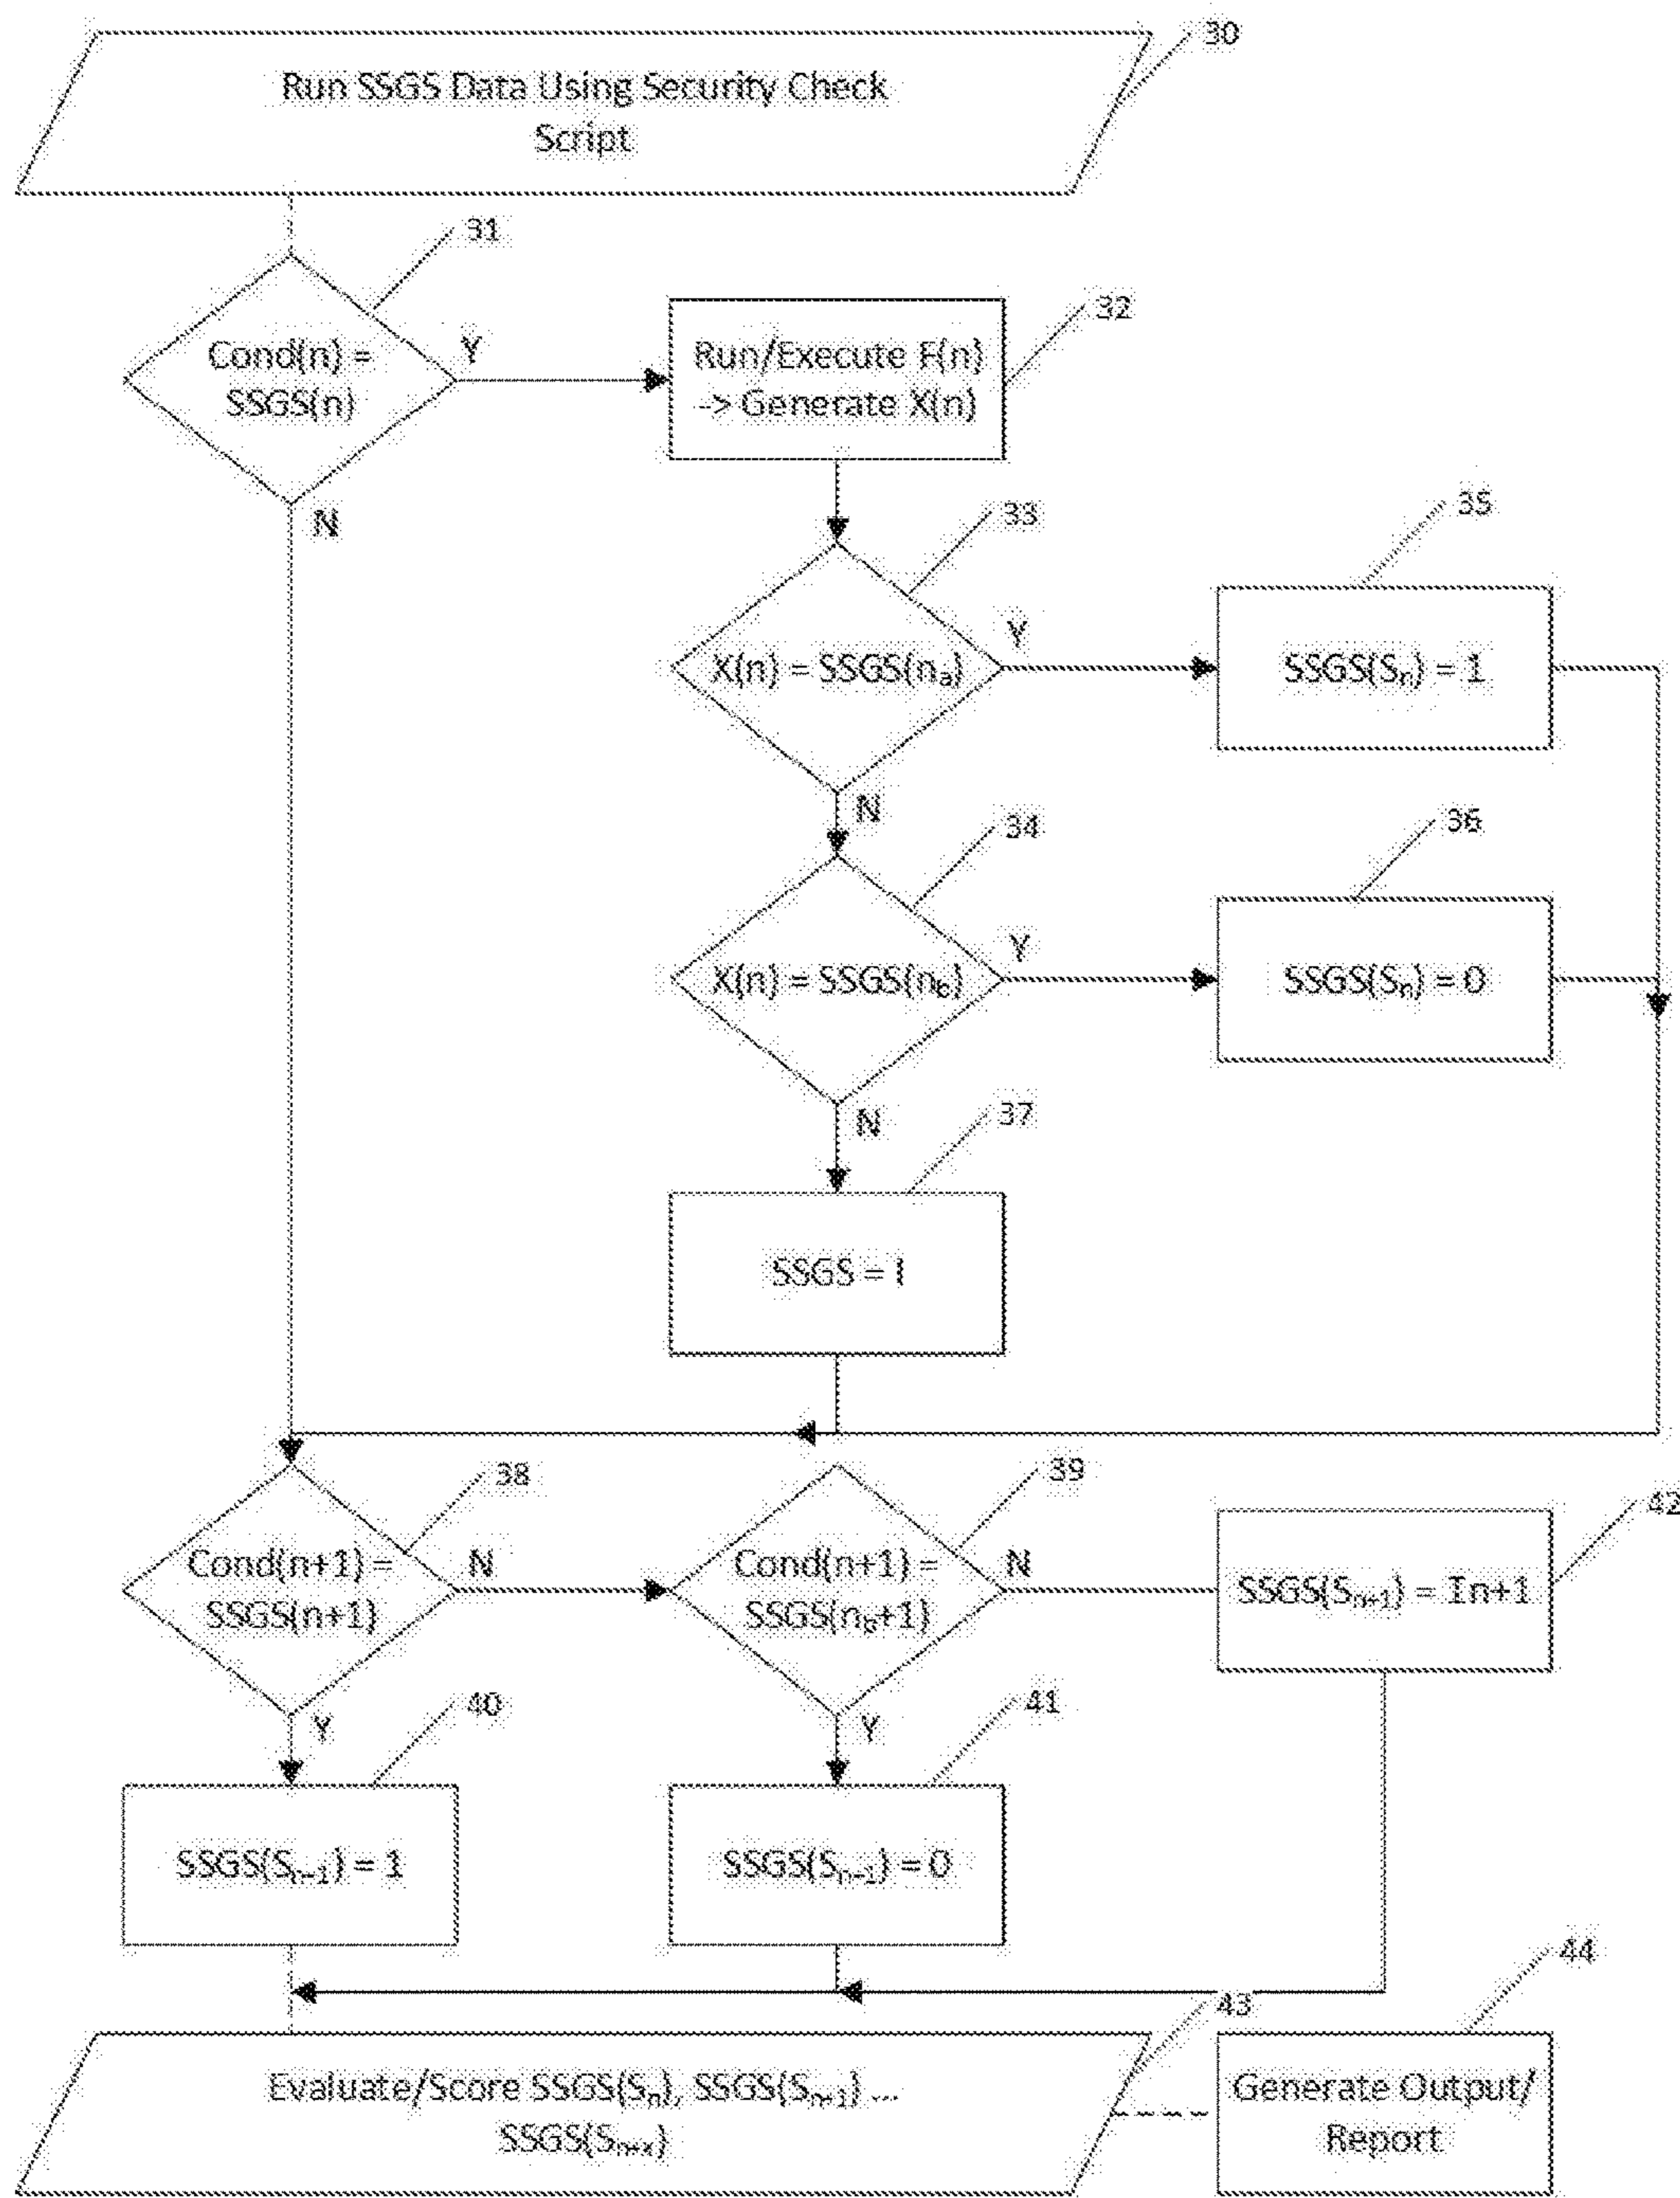 30
Run SSGS Data Using Security Check
Script
31
Cond(n) =
SSGS(n)
Y
N
32
Run/Execute F(n)
--> Generate X(n)
33
X(n) = SSGS(nₐ)
Y
N
35
SSGS(Sₙ) = 1
34
X(n) = SSGS(n_b)
Y
N
36
SSGS(Sₙ) = 0
37
SSGS = I
38
Cond(n+1) =
SSGS(n+1)
N
Y
39
Cond(n+1) =
SSGS(n_b+1)
N
Y
42
SSGS(Sₙ₊₁) = In+1
40
SSGS(Sₙ₊₁) = 1
41
SSGS(Sₙ₊₁) = 0
43
Evaluate/Score SSGS(Sₙ), SSGS(Sₙ₊₁) ...
SSGS(Sₙ₊ₓ)
44
Generate Output/
Report